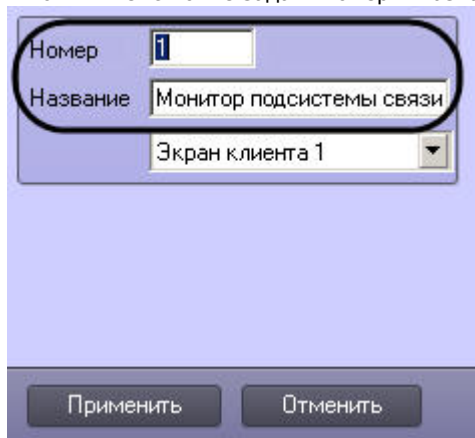 Номер 1
Название Монитор подсистемы связи
Экран клиента 1
Применить Отменить